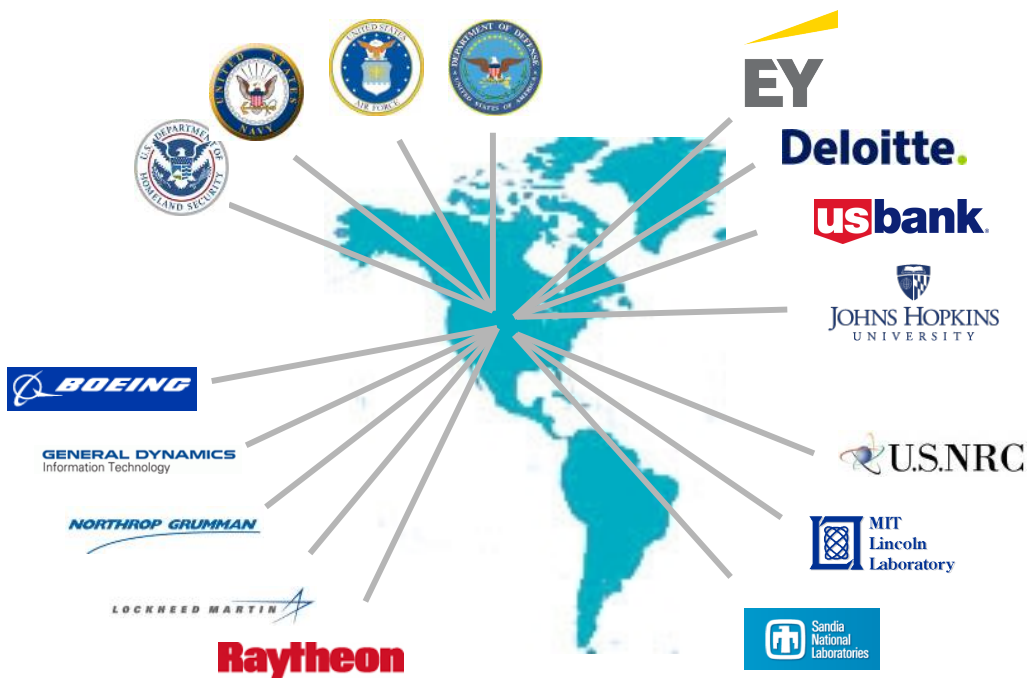 UNITED STATES
NAVY
UNITED STATES
AIR FORCE
DEPARTMENT OF DEFENSE
UNITED STATES OF AMERICA
U.S. DEPARTMENT OF
HOMELAND SECURITY
EY
Deloitte.
usbank
JOHNS HOPKINS
UNIVERSITY
BOEING
GENERAL DYNAMICS
Information Technology
NORTHROP GRUMMAN
LOCKHEED MARTIN
Raytheon
U.S.NRC
MIT
Lincoln
Laboratory
Sandia
National
Laboratories